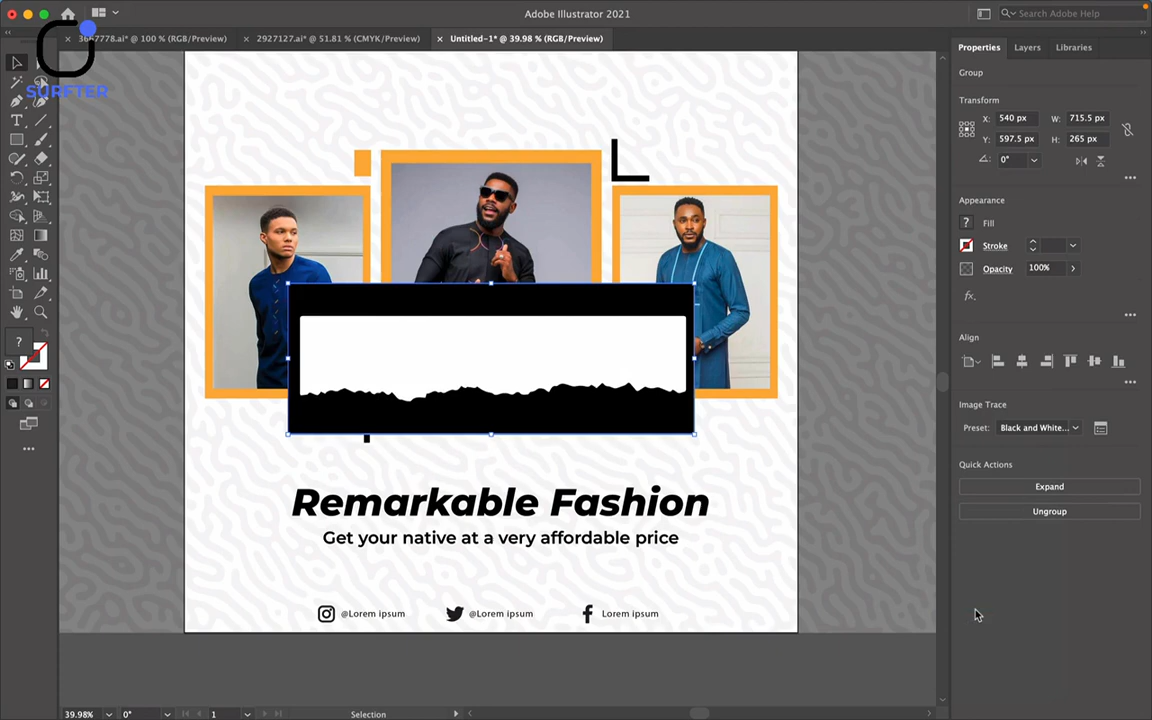 Adobe Illustrator 2021
Search Adobe Help
7778.ai* @ 100 % (RGB/Preview)
2927127.ai* @ 51.81 % (CMYK/Preview)
Untitled-1* @ 39.98 % (RGB/Preview)
SURFTER
Properties
Layers
Libraries
Group
Transform
X: 540 px
W: 715.5 p
Y: 597.5 px
H: 265 px
0°
Appearance
? Fill
Stroke
Opacity
100%
fx.
Align
Image Trace
Preset: Black and White...
Quick Actions
Expand
Ungroup
?
Remarkable Fashion
Get your native at a very affordable price
@Lorem ipsum
@Lorem ipsum
Lorem ipsum
39.98%
0°
1
Selection